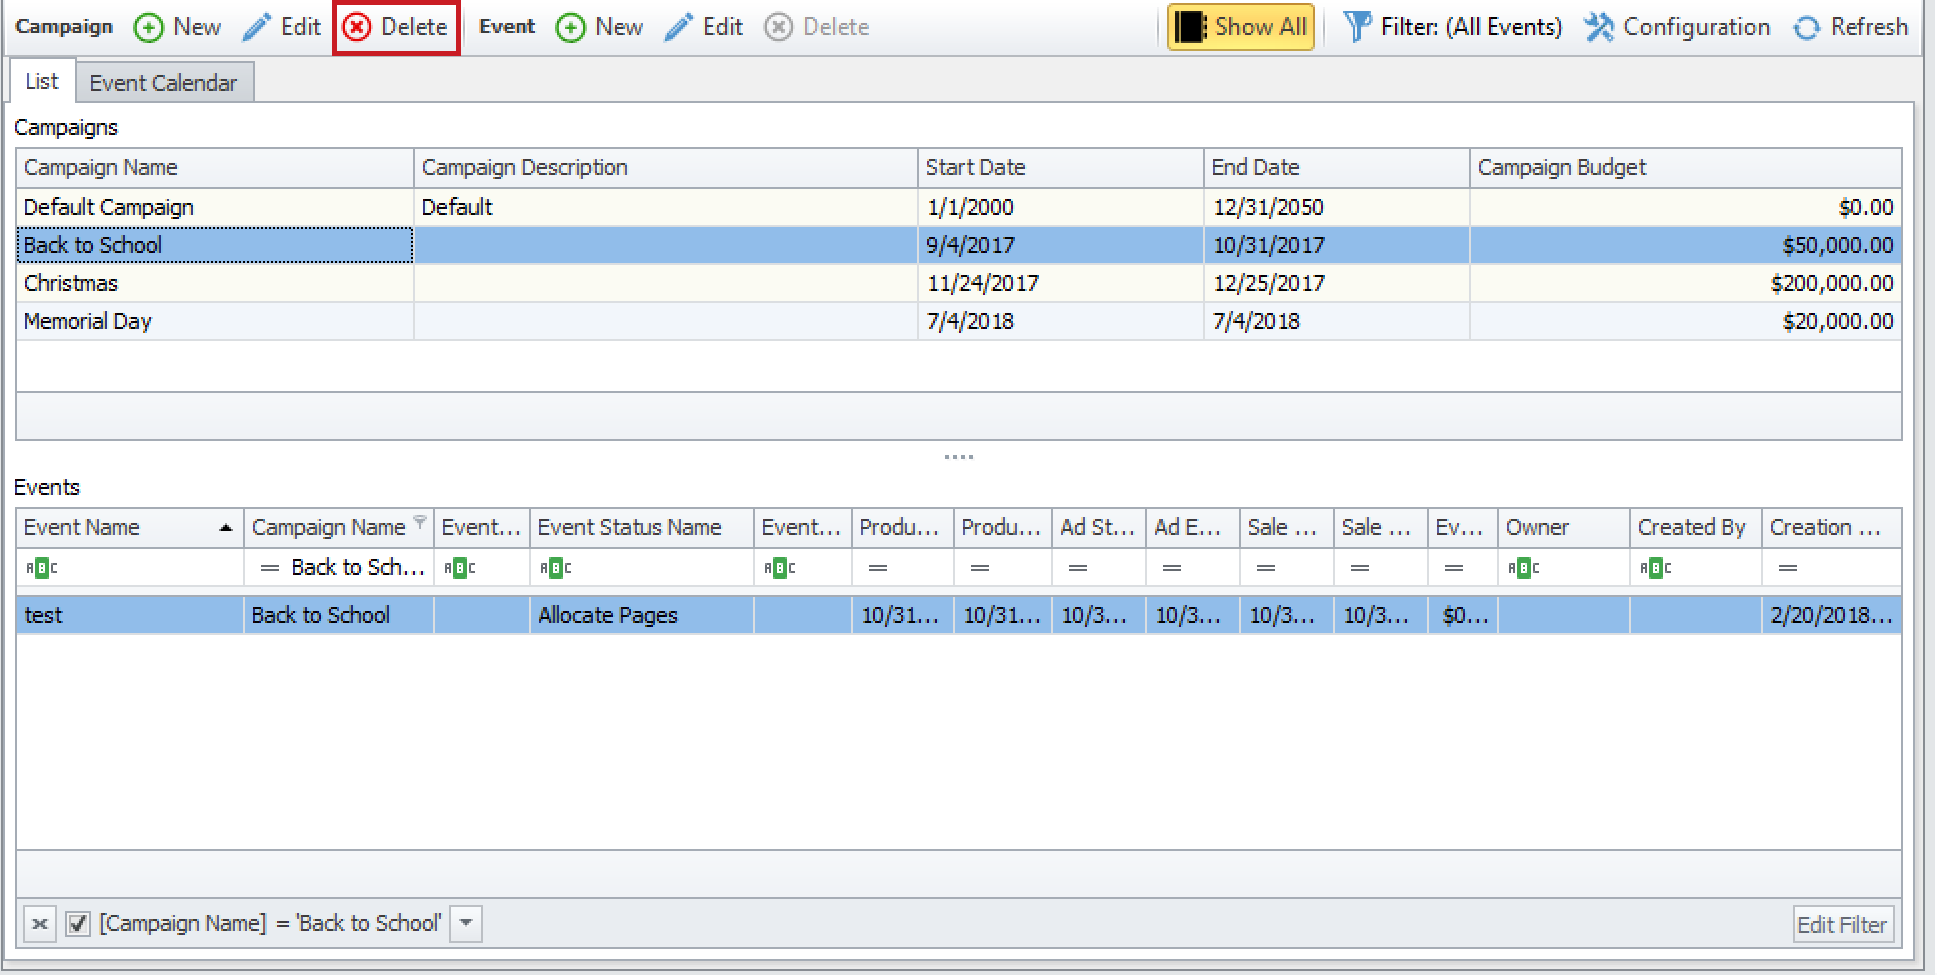 Campaign New Edit Delete Event New Edit Delete Show All Filter: (All Events) Configuration Refresh
List Event Calendar
Campaigns
Campaign Name Campaign Description Start Date End Date Campaign Budget
Default Campaign Default 1/1/2000 12/31/2050 $0.00
Back to School 9/4/2017 10/31/2017 $50,000.00
Christmas 11/24/2017 12/25/2017 $200,000.00
Memorial Day 7/4/2018 7/4/2018 $20,000.00
Events
Event Name Campaign Name Event... Event Status Name Event... Produ... Produ... Ad St... Ad E... Sale ... Sale ... Ev... Owner Created By Creation ...
ABC = Back to Sch... ABC ABC ABC = = = = = = = ABC ABC =
test Back to School Allocate Pages 10/31... 10/31... 10/3... 10/3... 10/3... 10/3... $0... 2/20/2018...
[Campaign Name] = 'Back to School' Edit Filter